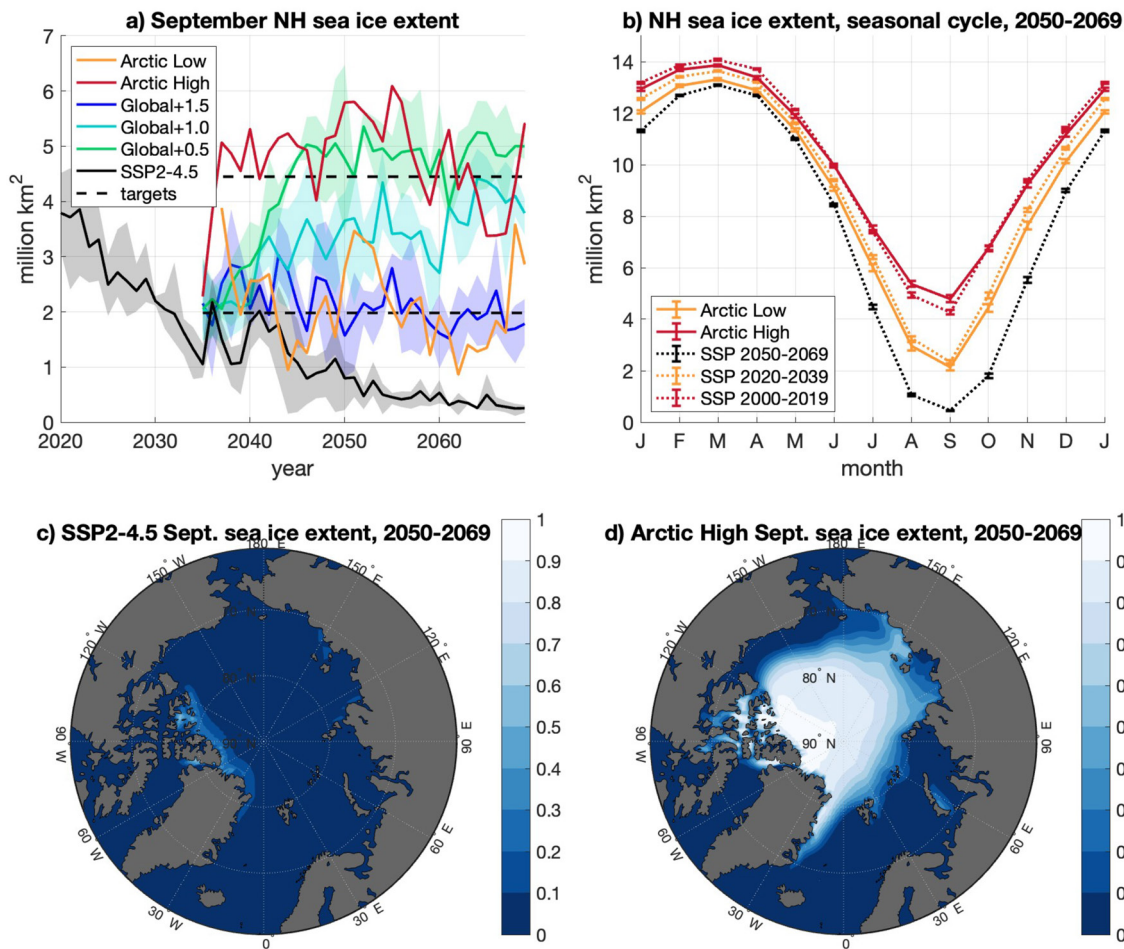 a) September NH sea ice extent
7
6
5
4
3
2
1
0
million km2
Arctic Low
Arctic High
Global+1.5
Global+1.0
Global+0.5
SSP2-4.5
targets
2020 2030 2040 2050 2060
year
b) NH sea ice extent, seasonal cycle, 2050-2069
14
12
10
8
6
4
2
0
million km2
Arctic Low
Arctic High
SSP 2050-2069
SSP 2020-2039
SSP 2000-2019
J F M A M J J A S O N D J
month
c) SSP2-4.5 Sept. sea ice extent, 2050-2069
180° E
150° W
150° E
120° W
120° E
90° W
90° E
60° W
60° E
30° W
30° E
0°
90° N
1
0.9
0.8
0.7
0.6
0.5
0.4
0.3
0.2
0.1
0
d) Arctic High Sept. sea ice extent, 2050-2069
180° E
150° W
150° E
120° W
120° E
90° W
90° E
60° W
60° E
30° W
30° E
0°
80° N
90° N
1
0